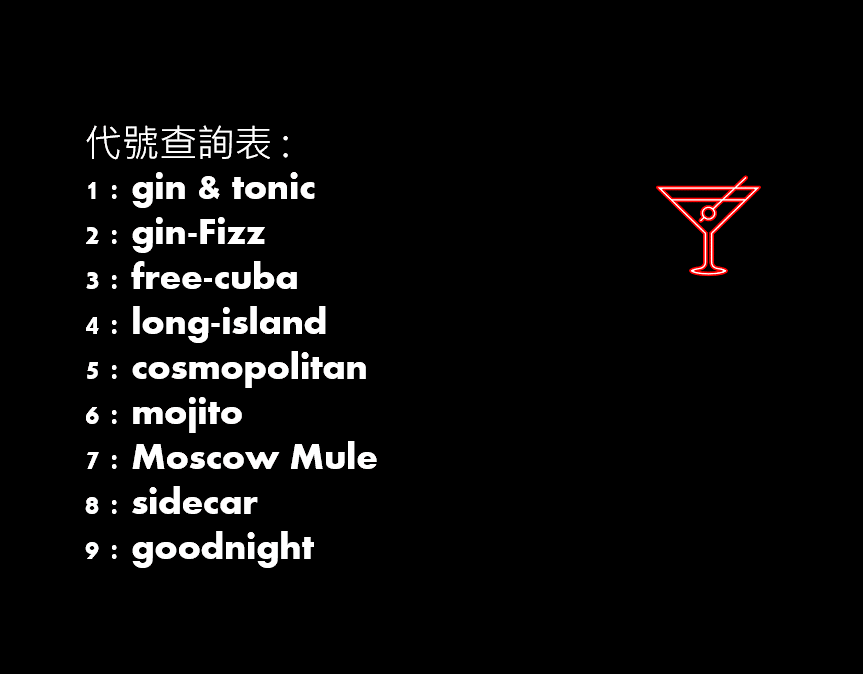 代號查詢表 :
1 : gin & tonic
2 : gin-Fizz
3 : free-cuba
4 : long-island
5 : cosmopolitan
6 : mojito
7 : Moscow Mule
8 : sidecar
9 : goodnight